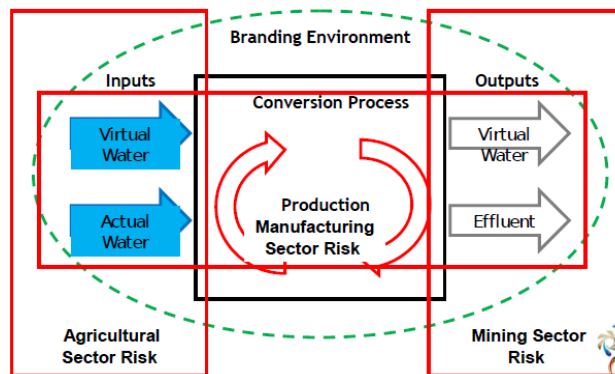 Branding Environment
Inputs
Outputs
Conversion Process
Virtual
Water
Virtual
Water
Production
Manufacturing
Sector Risk
Actual
Water
Effluent
Agricultural
Sector Risk
Mining Sector
Risk